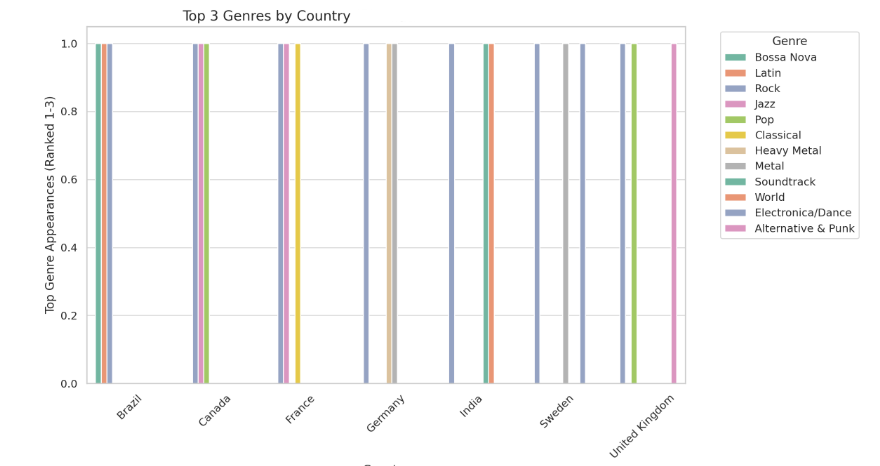 Top 3 Genres by Country
Top Genre Appearances (Ranked 1-3)
1.0
0.8
0.6
0.4
0.2
0.0
Brazil
Canada
France
Germany
India
Sweden
United Kingdom
Genre
Bossa Nova
Latin
Rock
Jazz
Pop
Classical
Heavy Metal
Metal
Soundtrack
World
Electronica/Dance
Alternative & Punk